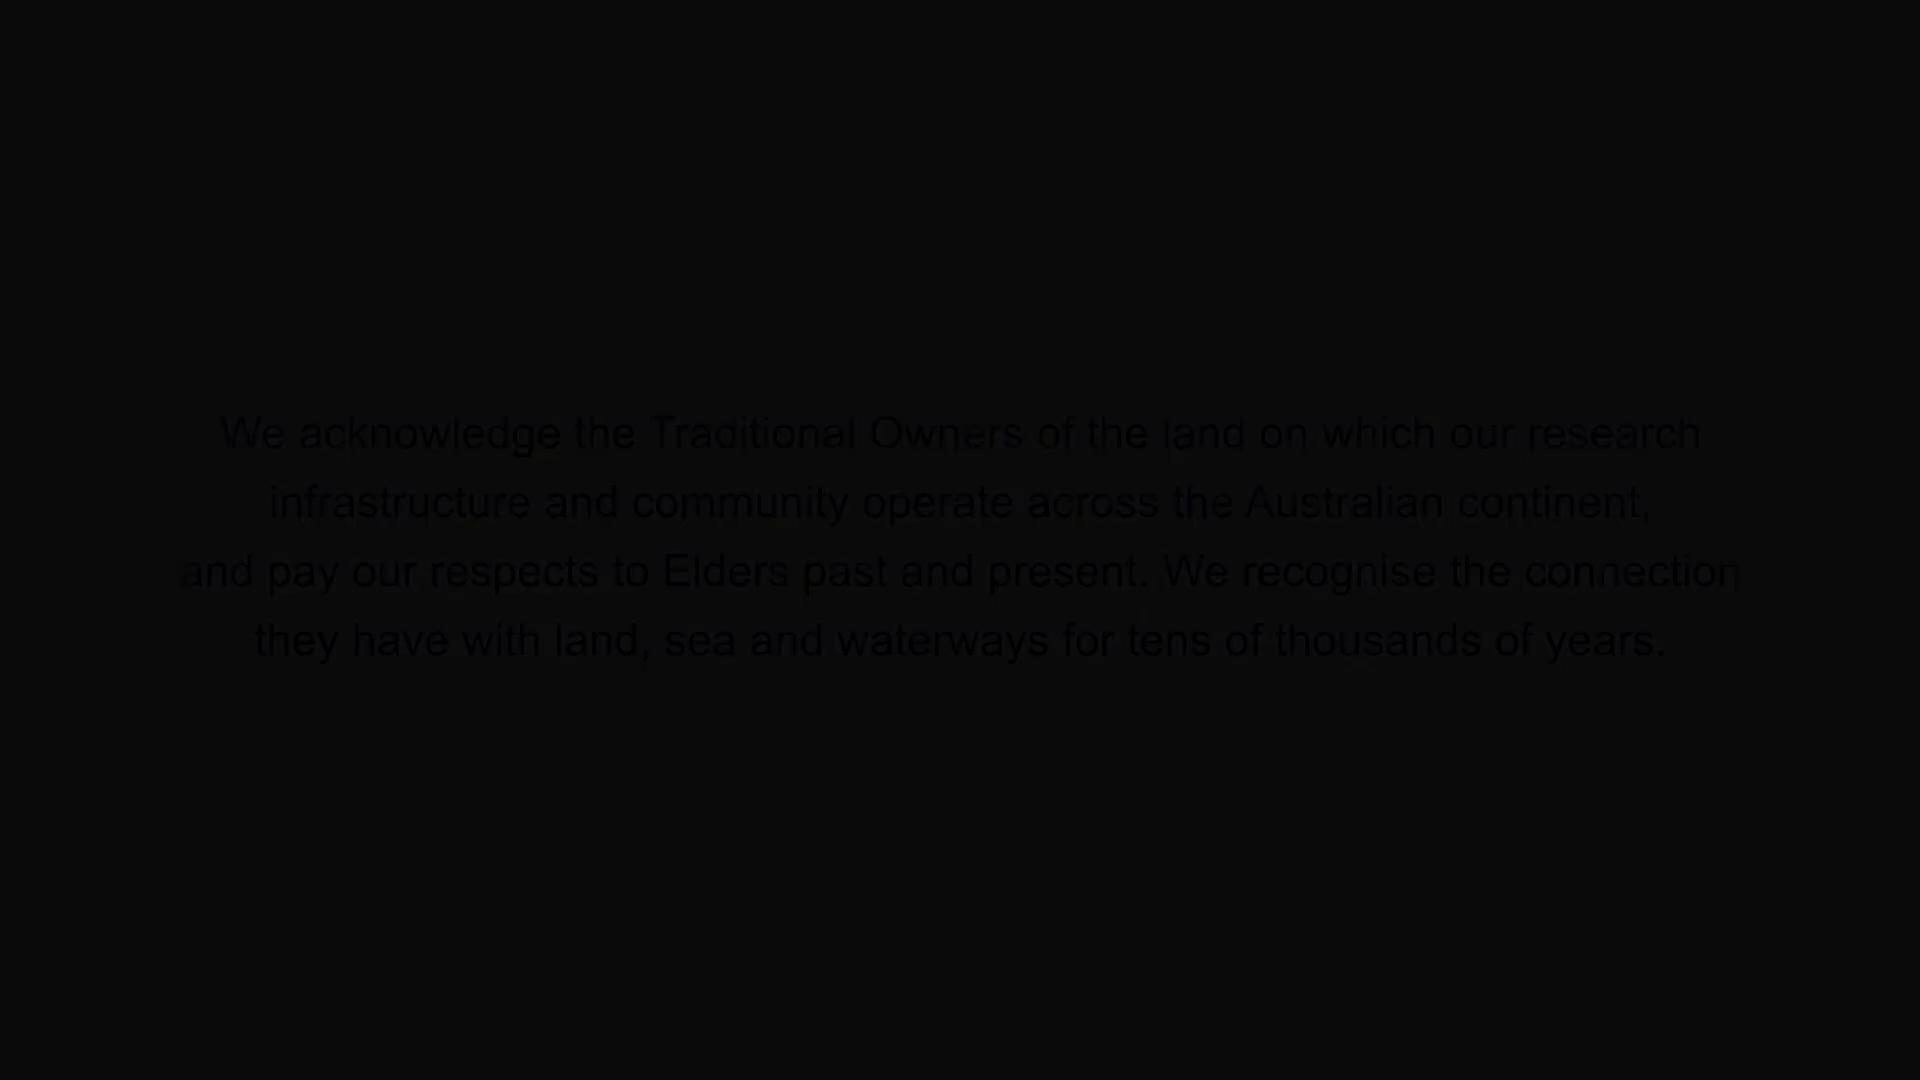 We acknowledge the Traditional Owners of the land on which our research
infrastructure and community operate across the Australian continent,
and pay our respects to Elders past and present. We recognise the connection
they have with land, sea and waterways for tens of thousands of years.